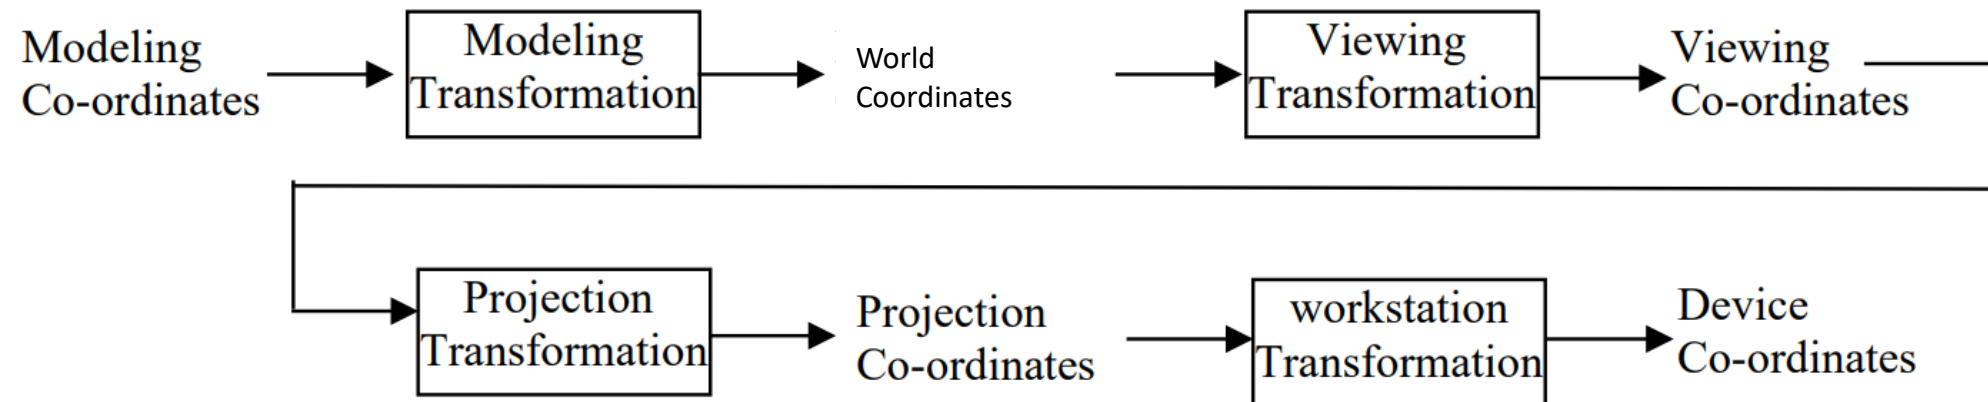 Modeling
Co-ordinates
Modeling
Transformation
World
Coordinates
Viewing
Transformation
Viewing
Co-ordinates
Projection
Transformation
Projection
Co-ordinates
workstation
Transformation
Device
Co-ordinates